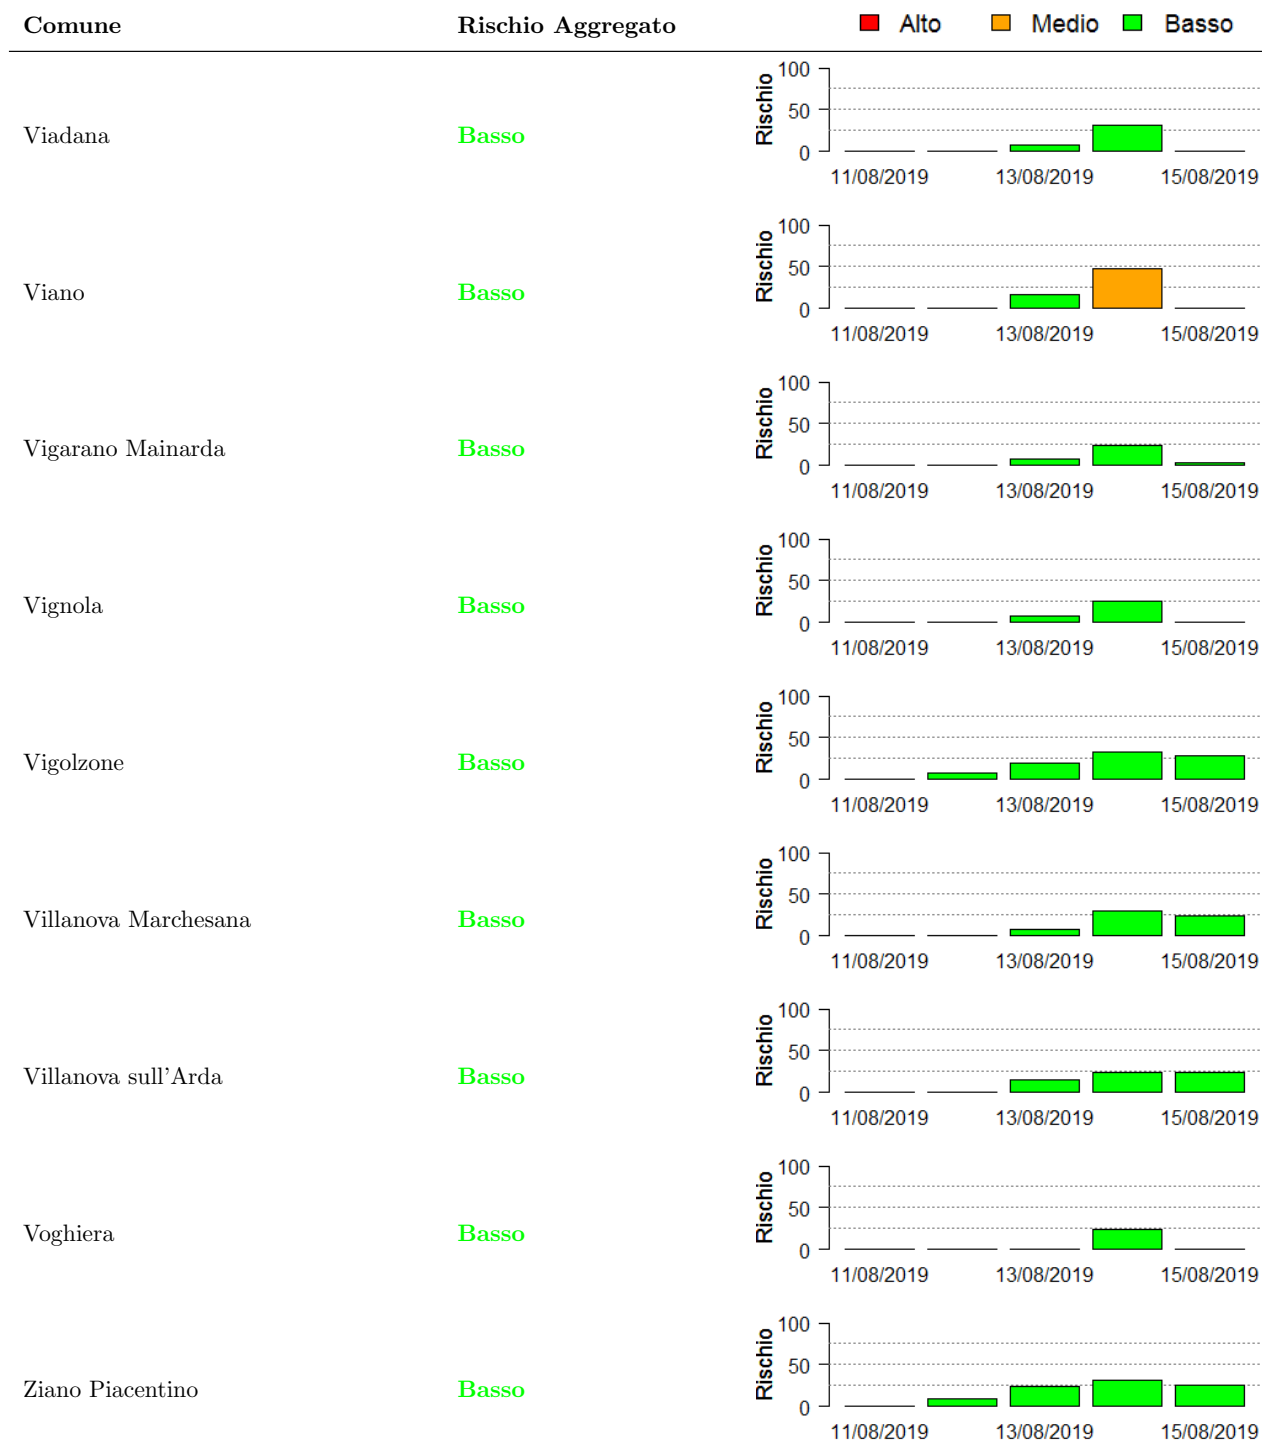 Comune Rischio Aggregato Alto Medio Basso
100
50
0
Rischio
Viadana Basso
11/08/2019 13/08/2019 15/08/2019
100
50
0
Rischio
Viano Basso
11/08/2019 13/08/2019 15/08/2019
100
50
0
Rischio
Vigarano Mainarda Basso
11/08/2019 13/08/2019 15/08/2019
100
50
0
Rischio
Vignola Basso
11/08/2019 13/08/2019 15/08/2019
100
50
0
Rischio
Vigolzone Basso
11/08/2019 13/08/2019 15/08/2019
100
50
0
Rischio
Villanova Marchesana Basso
11/08/2019 13/08/2019 15/08/2019
100
50
0
Rischio
Villanova sull'Arda Basso
11/08/2019 13/08/2019 15/08/2019
100
50
0
Rischio
Voghiera Basso
11/08/2019 13/08/2019 15/08/2019
100
50
0
Rischio
Ziano Piacentino Basso
11/08/2019 13/08/2019 15/08/2019